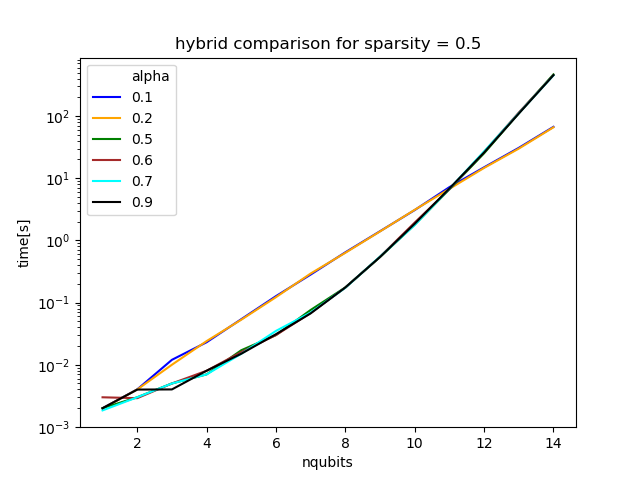 hybrid comparison for sparsity = 0.5
alpha
0.1
0.2
0.5
0.6
0.7
0.9
time[s]
10²
10¹
10⁰
10⁻¹
10⁻²
10⁻³
2 4 6 8 10 12 14
nqubits